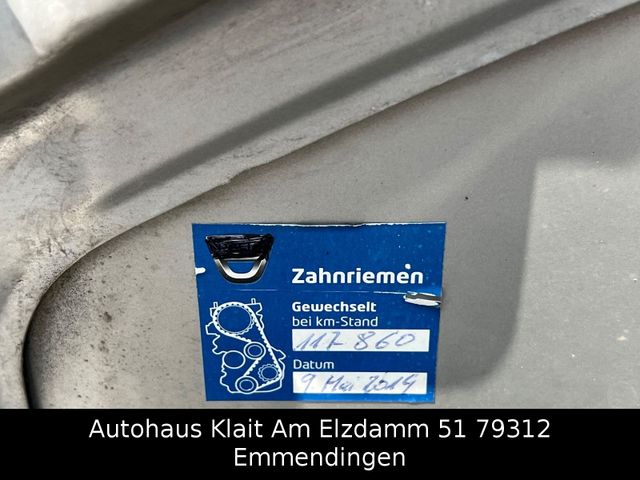 Zahnriemen
Gewechselt
bei km-Stand
117 860
Datum
9 Mai 2019
Autohaus Klait Am Elzdamm 51 79312
Emmendingen